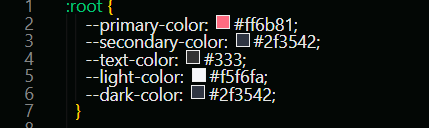 1 :root {
2 --primary-color: #ff6b81;
3 --secondary-color: #2f3542;
4 --text-color: #333;
5 --light-color: #f5f6fa;
6 --dark-color: #2f3542;
7 }